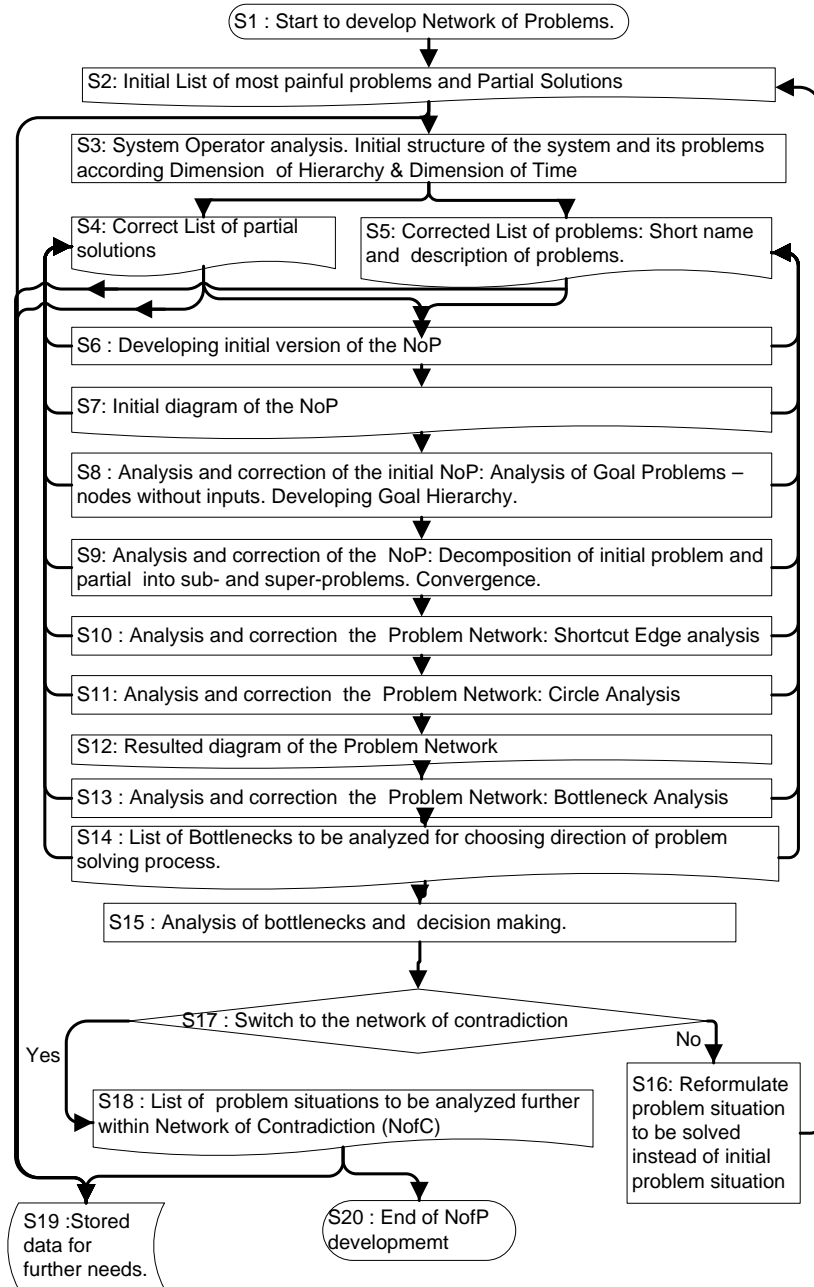 S1 : Start to develop Network of Problems.
S2: Initial List of most painful problems and Partial Solutions
S3: System Operator analysis. Initial structure of the system and its problems
according Dimension of Hierarchy & Dimension of Time
S4: Correct List of partial
solutions
S5: Corrected List of problems: Short name
and description of problems.
S6 : Developing initial version of the NoP
S7: Initial diagram of the NoP
S8 : Analysis and correction of the initial NoP: Analysis of Goal Problems –
nodes without inputs. Developing Goal Hierarchy.
S9: Analysis and correction of the NoP: Decomposition of initial problem and
partial into sub- and super-problems. Convergence.
S10 : Analysis and correction the Problem Network: Shortcut Edge analysis
S11: Analysis and correction the Problem Network: Circle Analysis
S12: Resulted diagram of the Problem Network
S13 : Analysis and correction the Problem Network: Bottleneck Analysis
S14 : List of Bottlenecks to be analyzed for choosing direction of problem
solving process.
S15 : Analysis of bottlenecks and decision making.
S17 : Switch to the network of contradiction
Yes
No
S18 : List of problem situations to be analyzed further
within Network of Contradiction (NofC)
S16: Reformulate
problem situation
to be solved
instead of initial
problem situation
S19 :Stored
data for
further needs.
S20 : End of NofP
developmemt